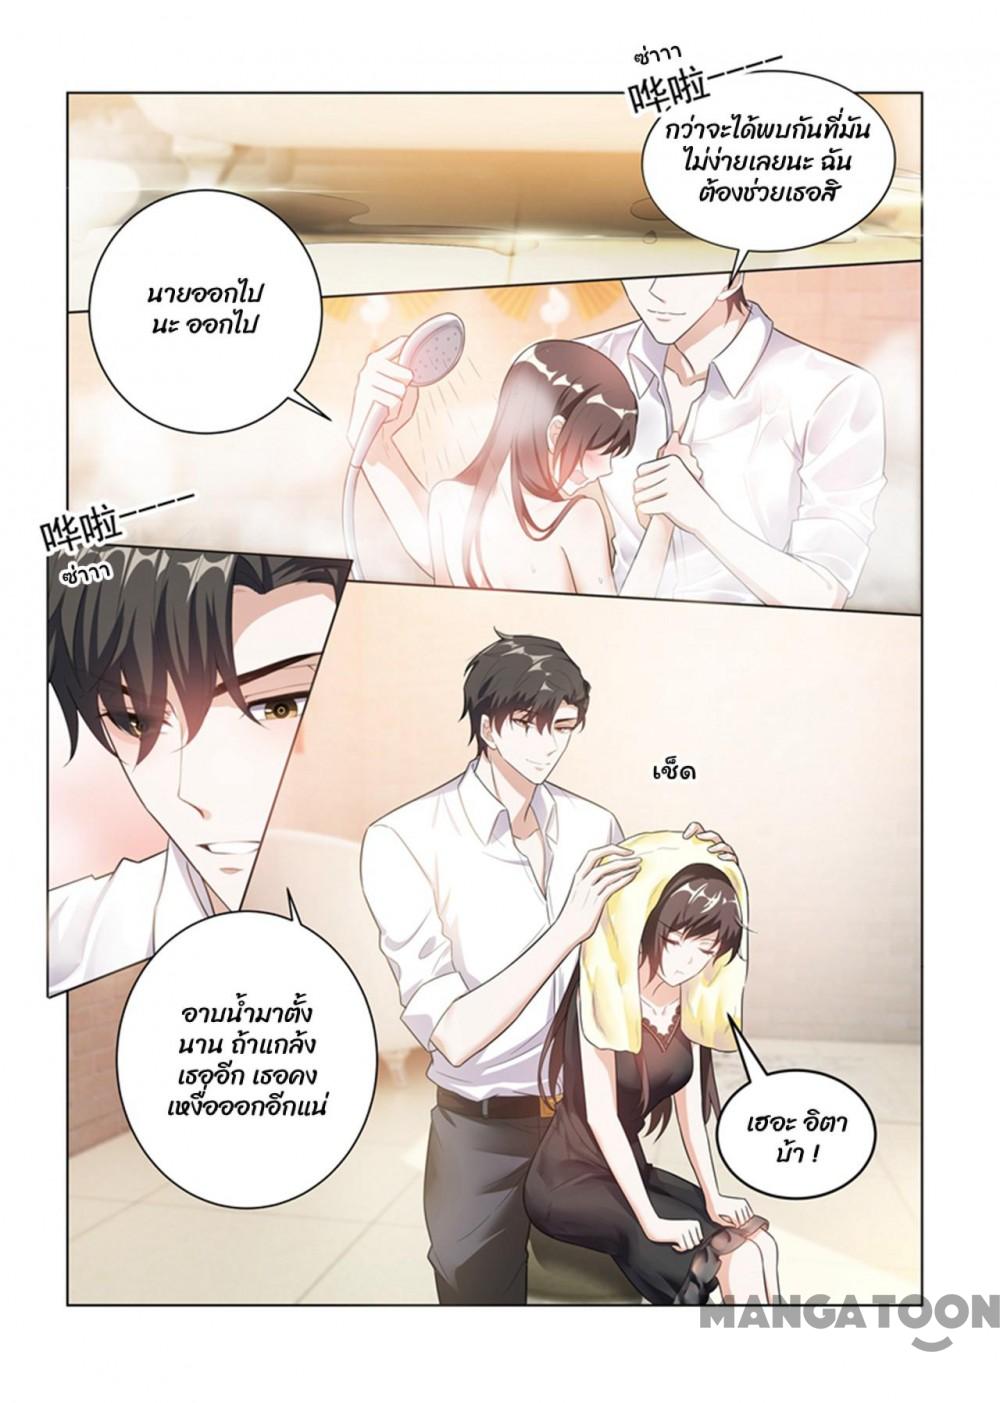 ซ่าาา
哗啦----
กว่าจะได้พบกันที่มัน
ไม่ง่ายเลยนะ ฉัน
ต้องช่วยเธอสิ
นายออกไป
นะ ออกไป
哗啦----
ซ่าาา
เช็ด
อาบน้ำมาตั้ง
นาน ถ้าแกล้ง
เธออีก เธอคง
เหงื่อออกอีกแน่
เฮอะ อีตา
บ้า !
MANGATOON